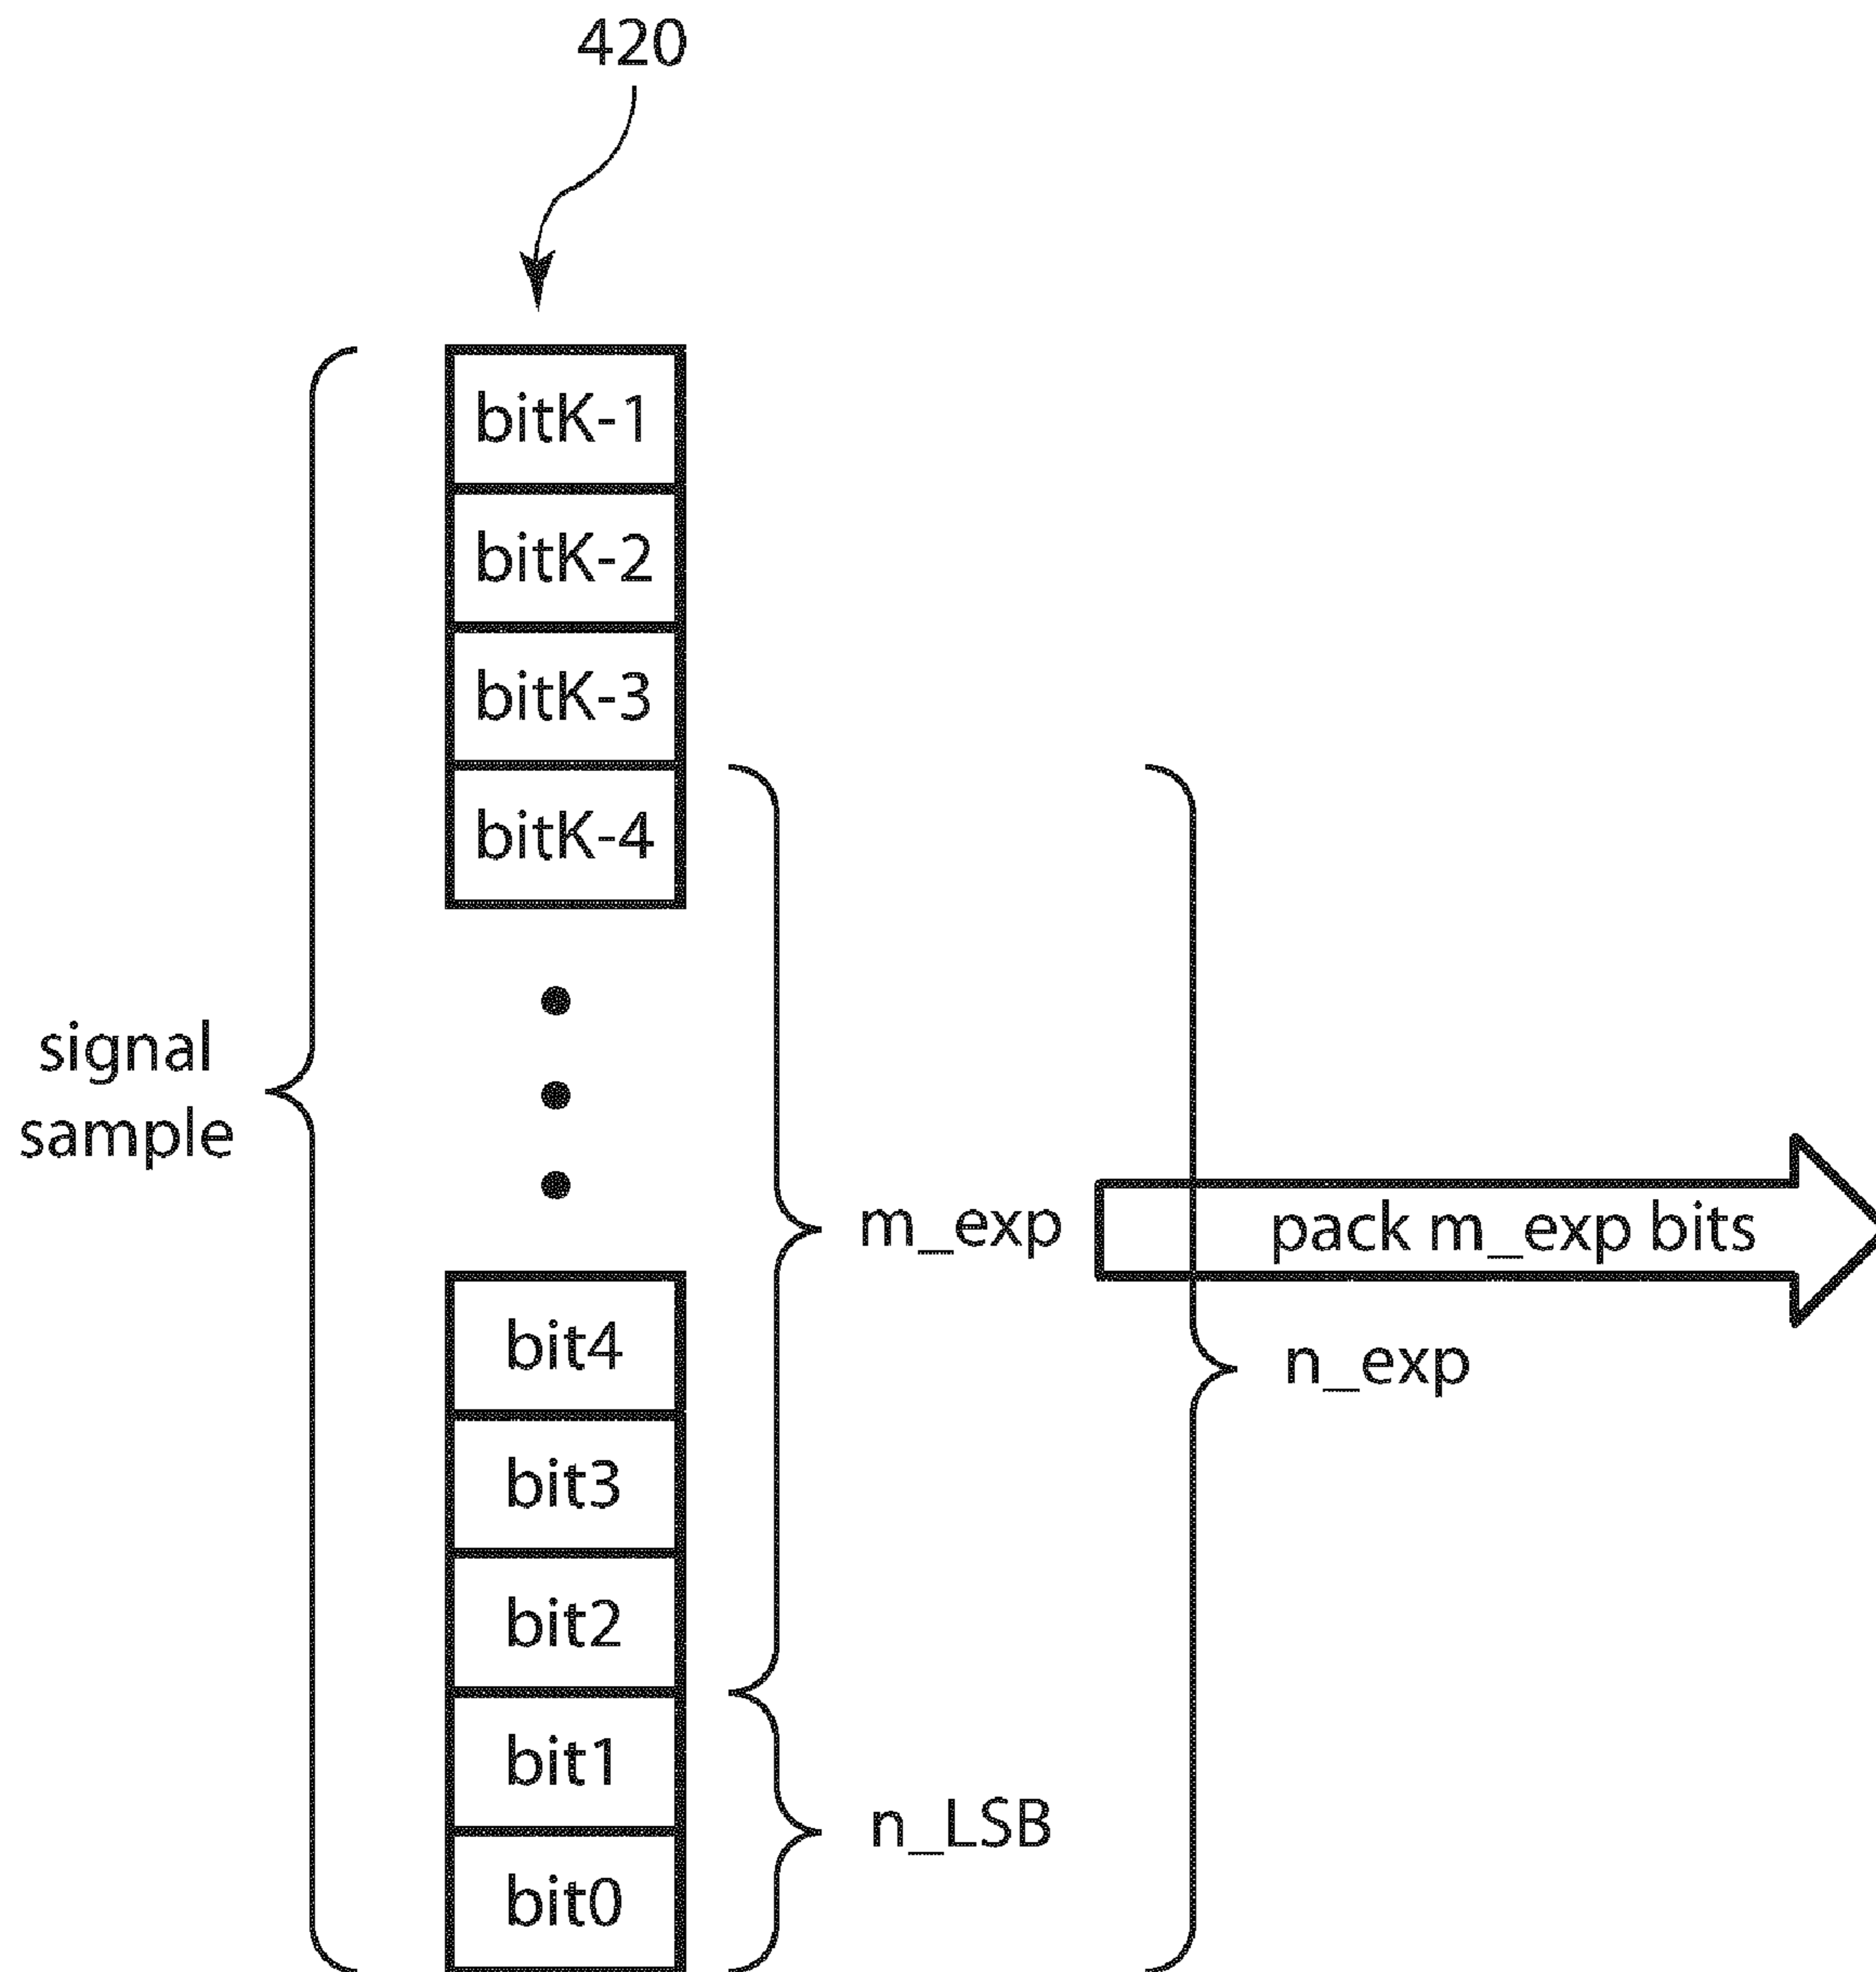 420
bitK-1
bitK-2
bitK-3
bitK-4
signal
sample
m_exp
pack m_exp bits
n_exp
bit4
bit3
bit2
bit1
n_LSB
bit0